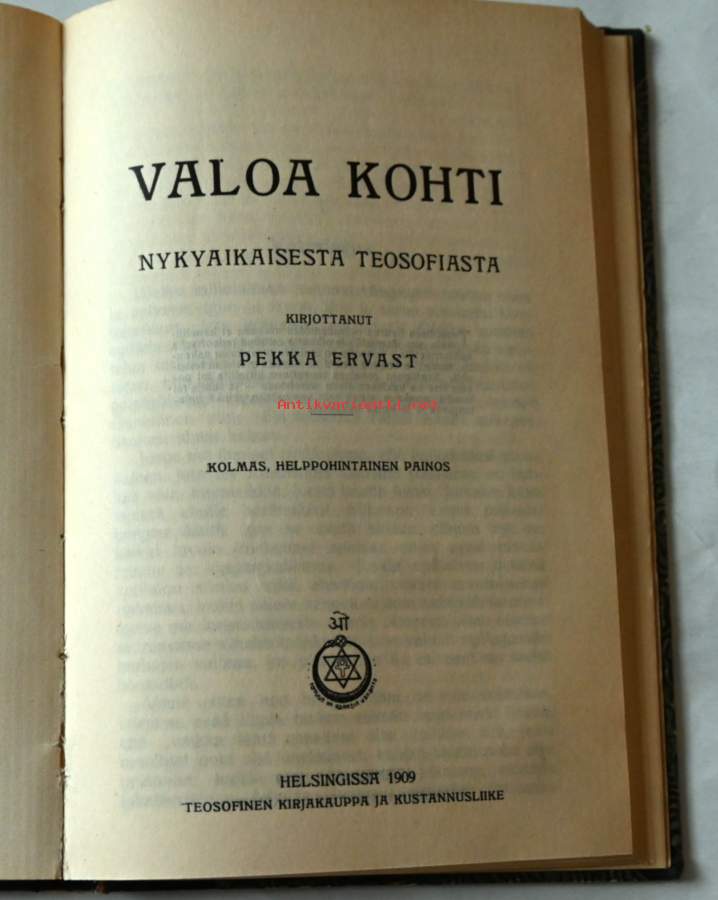 VALOA KOHTI
NYKYAIKAISESTA TEOSOFIASTA
KIRJOTTANUT
PEKKA ERVAST
Antikvariaatti.net
KOLMAS, HELPPOHINTAINEN PAINOS
ओं
HELSINGISSÄ 1909
TEOSOFINEN KIRJAKAUPPA JA KUSTANNUSLIIKE